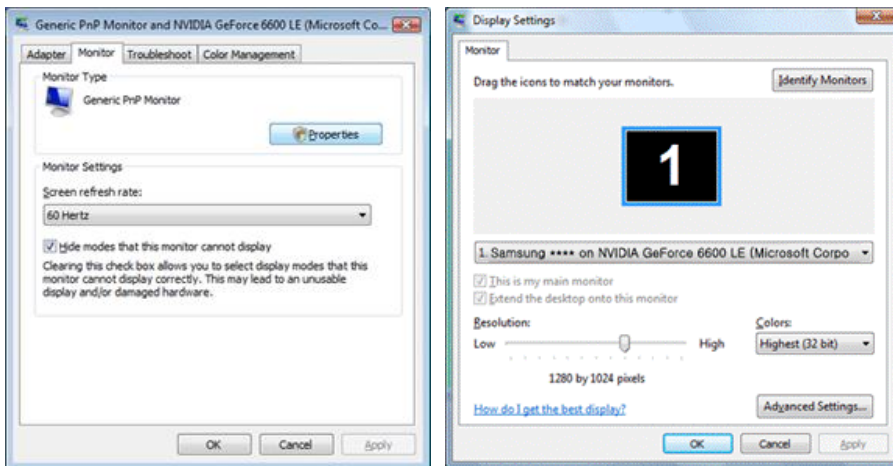 Generic PnP Monitor and NVIDIA GeForce 6600 LE (Microsoft Co...
Adapter
Monitor
Troubleshoot
Color Management
Monitor Type
Generic PnP Monitor
Properties
Monitor Settings
Screen refresh rate:
60 Hertz
Hide modes that this monitor cannot display
Clearing this check box allows you to select display modes that this
monitor cannot display correctly. This may lead to an unusable
display and/or damaged hardware.
OK
Cancel
Apply
Display Settings
Monitor
Drag the icons to match your monitors.
Identify Monitors
1
1. Samsung **** on NVIDIA GeForce 6600 LE (Microsoft Corpo
This is my main monitor
Extend the desktop onto this monitor
Resolution:
Low
High
1280 by 1024 pixels
Colors:
Highest (32 bit)
How do I get the best display?
Advanced Settings...
OK
Cancel
Apply